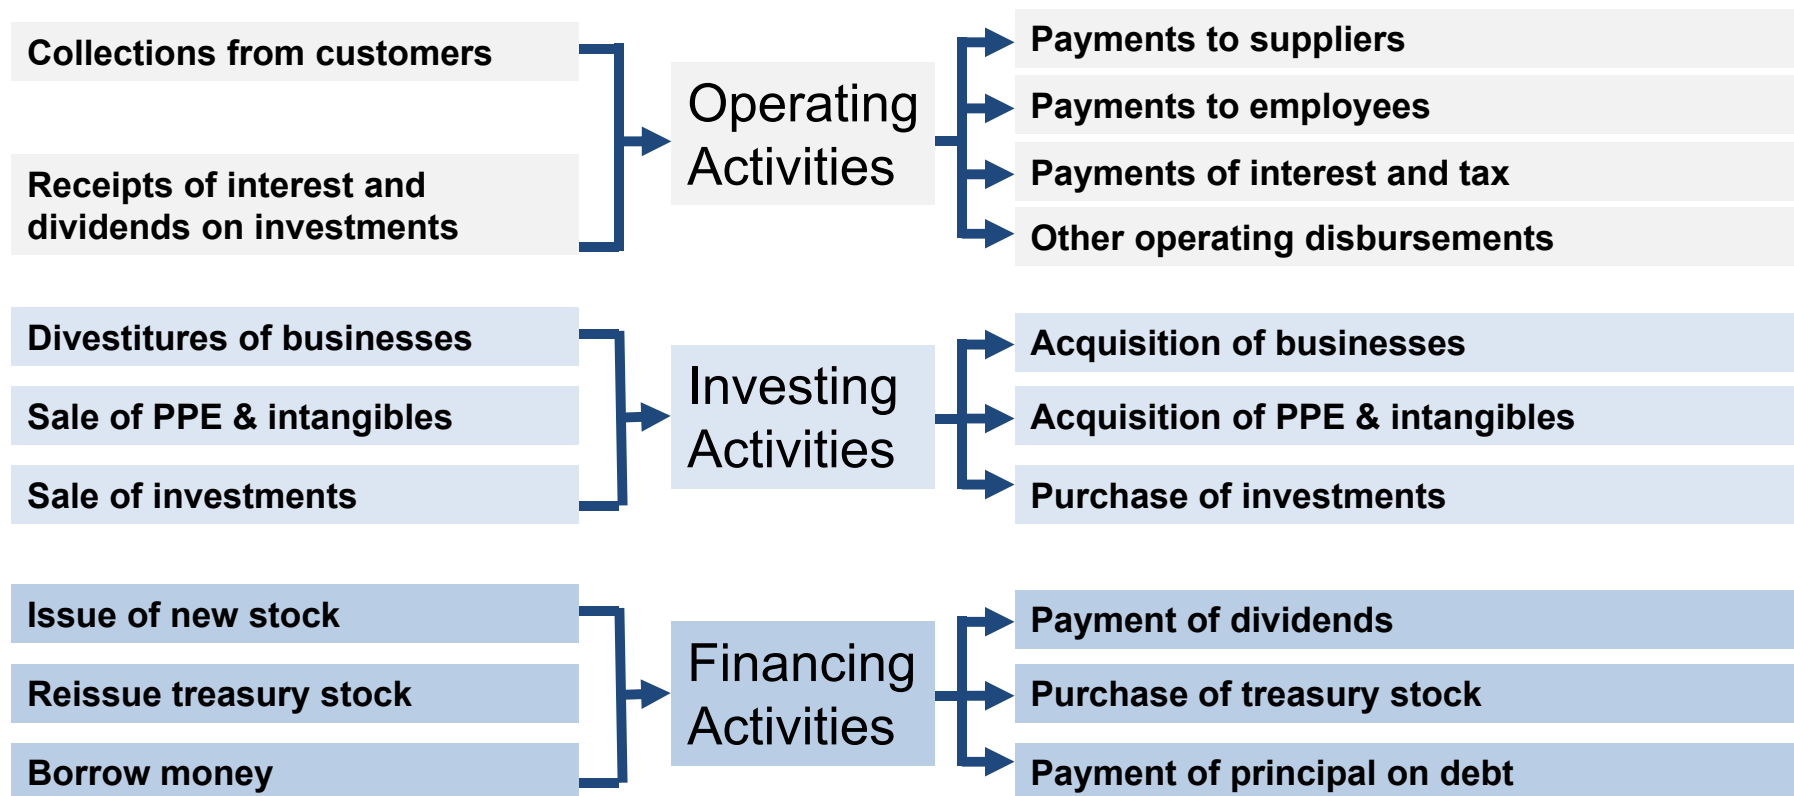 Collections from customers
Receipts of interest and
dividends on investments
Operating
Activities
Payments to suppliers
Payments to employees
Payments of interest and tax
Other operating disbursements
Divestitures of businesses
Sale of PPE & intangibles
Sale of investments
Investing
Activities
Acquisition of businesses
Acquisition of PPE & intangibles
Purchase of investments
Issue of new stock
Reissue treasury stock
Borrow money
Financing
Activities
Payment of dividends
Purchase of treasury stock
Payment of principal on debt